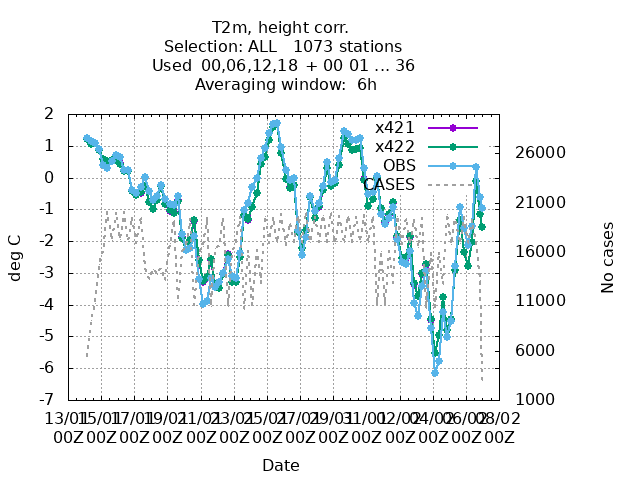 T2m, height corr.
Selection: ALL   1073 stations
Used  00,06,12,18  + 00 01 ... 36
Averaging window:  6h
x421
x422
OBS
CASES
2
1
0
-1
-2
-3
-4
-5
-6
-7
deg C
26000
21000
16000
11000
6000
1000
No cases
13/01 15/01 17/01 19/01 21/01 23/01 25/01 27/01 29/01 31/01 02/02 04/02 06/02 08/02
00Z 00Z 00Z 00Z 00Z 00Z 00Z 00Z 00Z 00Z 00Z 00Z 00Z 00Z
Date